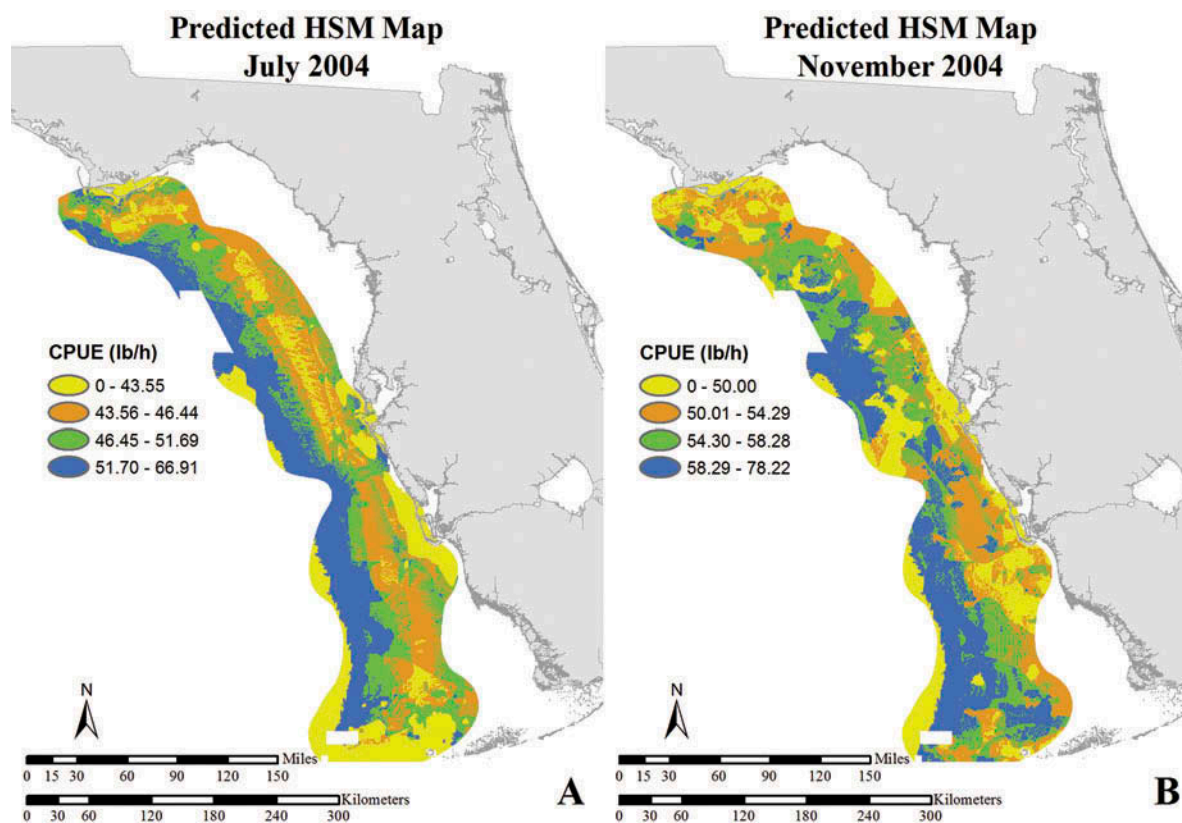 Predicted HSM Map
July 2004
CPUE (lb/h)
0 - 43.55
43.56 - 46.44
46.45 - 51.69
51.70 - 66.91
N
Miles
0 15 30 60 90 120 150
Kilometers
0 30 60 120 180 240 300
A
Predicted HSM Map
November 2004
CPUE (lb/h)
0 - 50.00
50.01 - 54.29
54.30 - 58.28
58.29 - 78.22
N
Miles
0 15 30 60 90 120 150
Kilometers
0 30 60 120 180 240 300
B